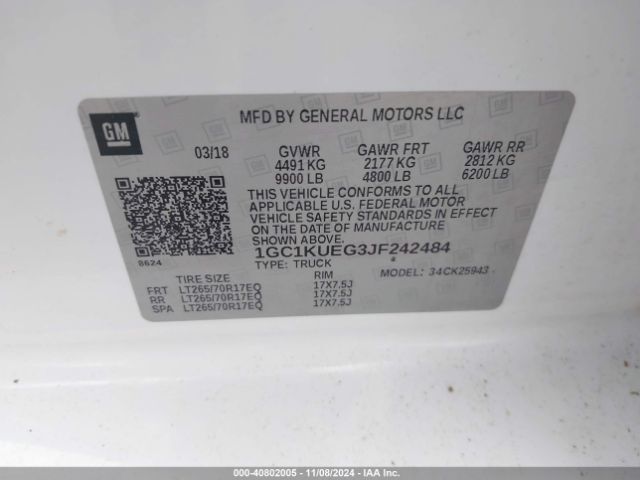 GM
MFD BY GENERAL MOTORS LLC
03/18 GVWR GAWR FRT GAWR RR
4491 KG 2177 KG 2812 KG
9900 LB 4800 LB 6200 LB
THIS VEHICLE CONFORMS TO ALL
APPLICABLE U.S. FEDERAL MOTOR
VEHICLE SAFETY STANDARDS IN EFFECT
ON THE DATE OF MANUFACTURE
SHOWN ABOVE.
8624
1GC1KUEG3JF242484
TYPE: TRUCK MODEL: 34CK25943
TIRE SIZE RIM
FRT LT265/70R17EQ 17X7.5J
RR LT265/70R17EQ 17X7.5J
SPA LT265/70R17EQ 17X7.5J
000-40802005 - 11/08/2024 - IAA Inc.